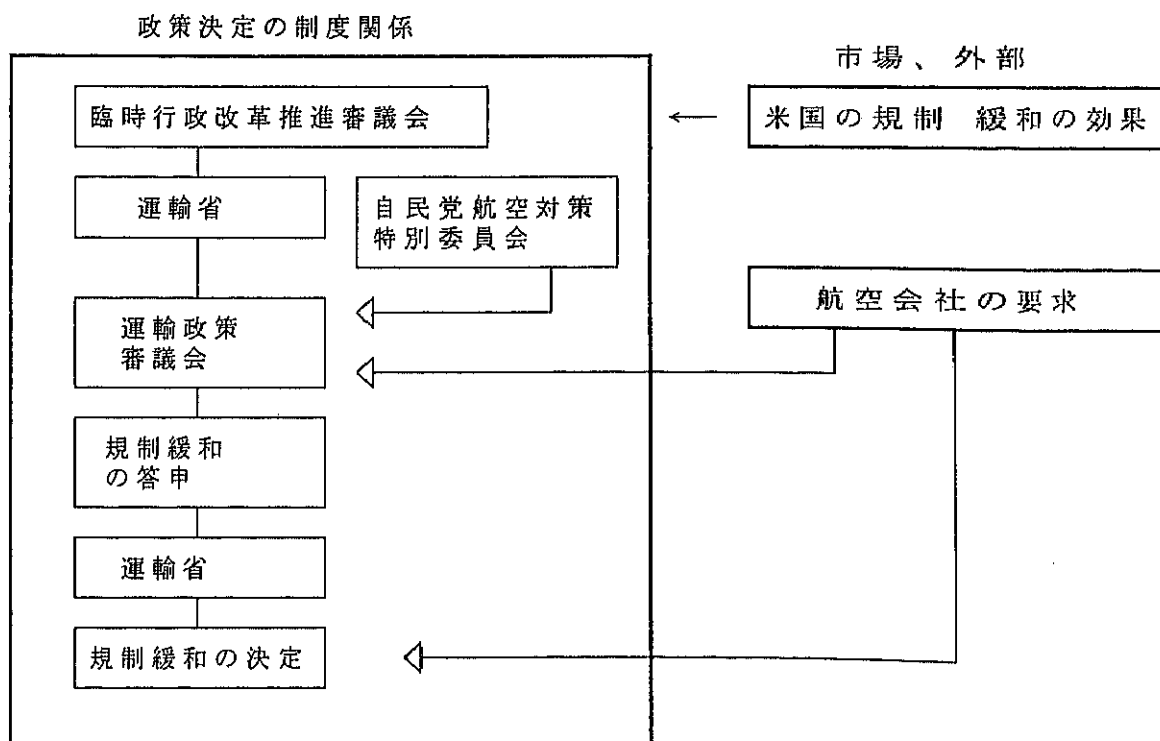 政策決定の制度関係
臨時行政改革推進審議会
運輸省
自民党航空対策
特別委員会
運輸政策
審議会
規制緩和
の答申
運輸省
規制緩和の決定
市場、外部
米国の規制 緩和の効果
航空会社の要求